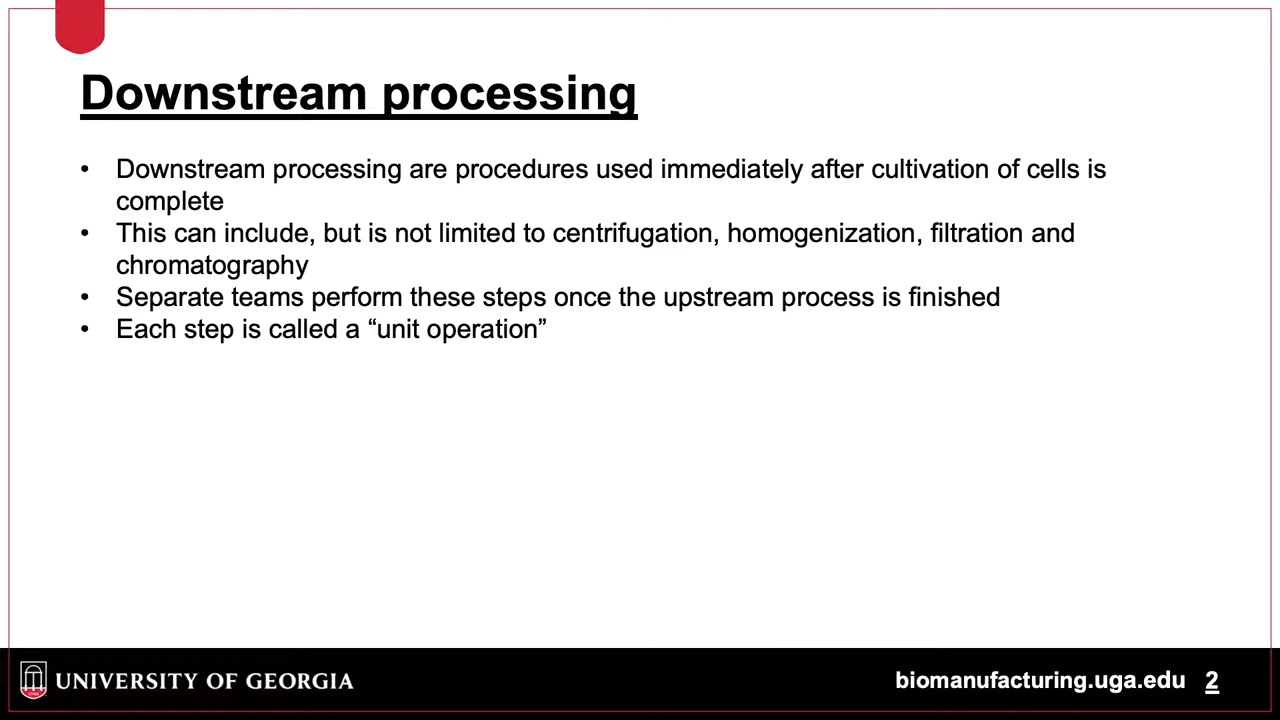 Downstream processing
• Downstream processing are procedures used immediately after cultivation of cells is
complete
• This can include, but is not limited to centrifugation, homogenization, filtration and
chromatography
• Separate teams perform these steps once the upstream process is finished
• Each step is called a “unit operation”
UNIVERSITY OF GEORGIA
biomanufacturing.uga.edu 2